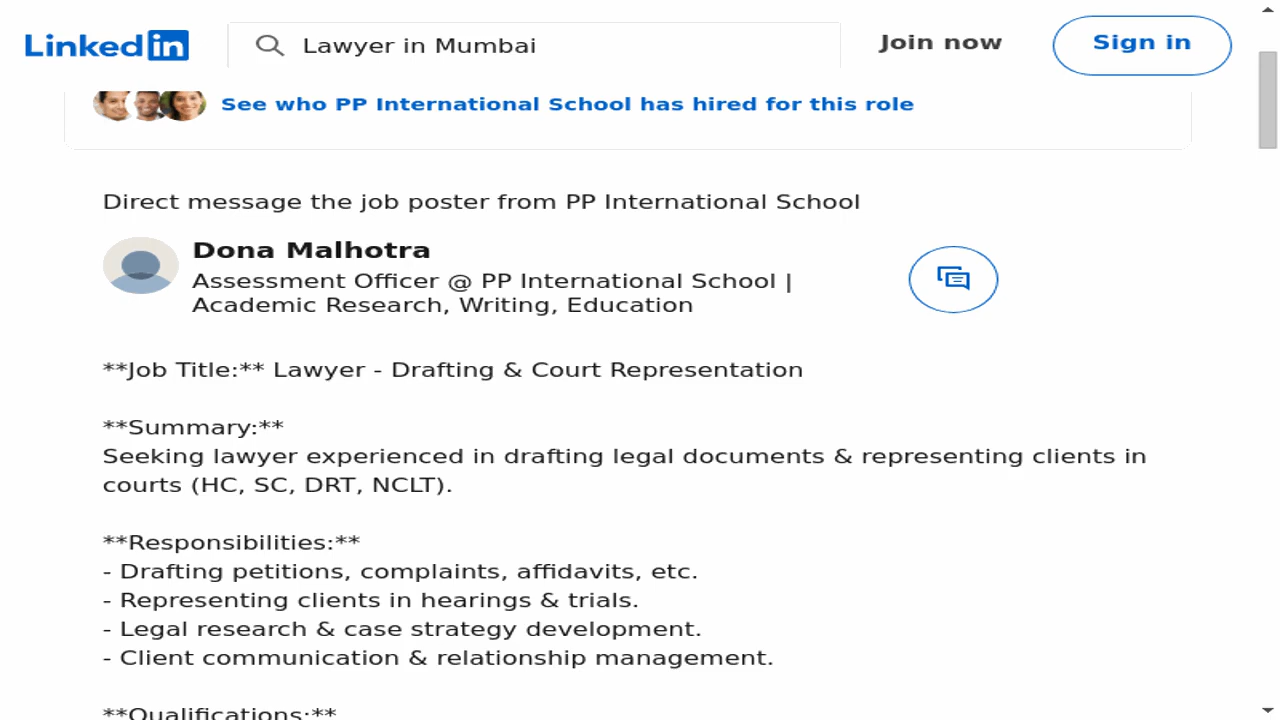 LinkedIn
Lawyer in Mumbai
Join now
Sign in
See who PP International School has hired for this role
Direct message the job poster from PP International School
Dona Malhotra
Assessment Officer @ PP International School |
Academic Research, Writing, Education
**Job Title:** Lawyer - Drafting & Court Representation
**Summary:**
Seeking lawyer experienced in drafting legal documents & representing clients in
courts (HC, SC, DRT, NCLT).
**Responsibilities:**
- Drafting petitions, complaints, affidavits, etc.
- Representing clients in hearings & trials.
- Legal research & case strategy development.
- Client communication & relationship management.
**Qualifications:**